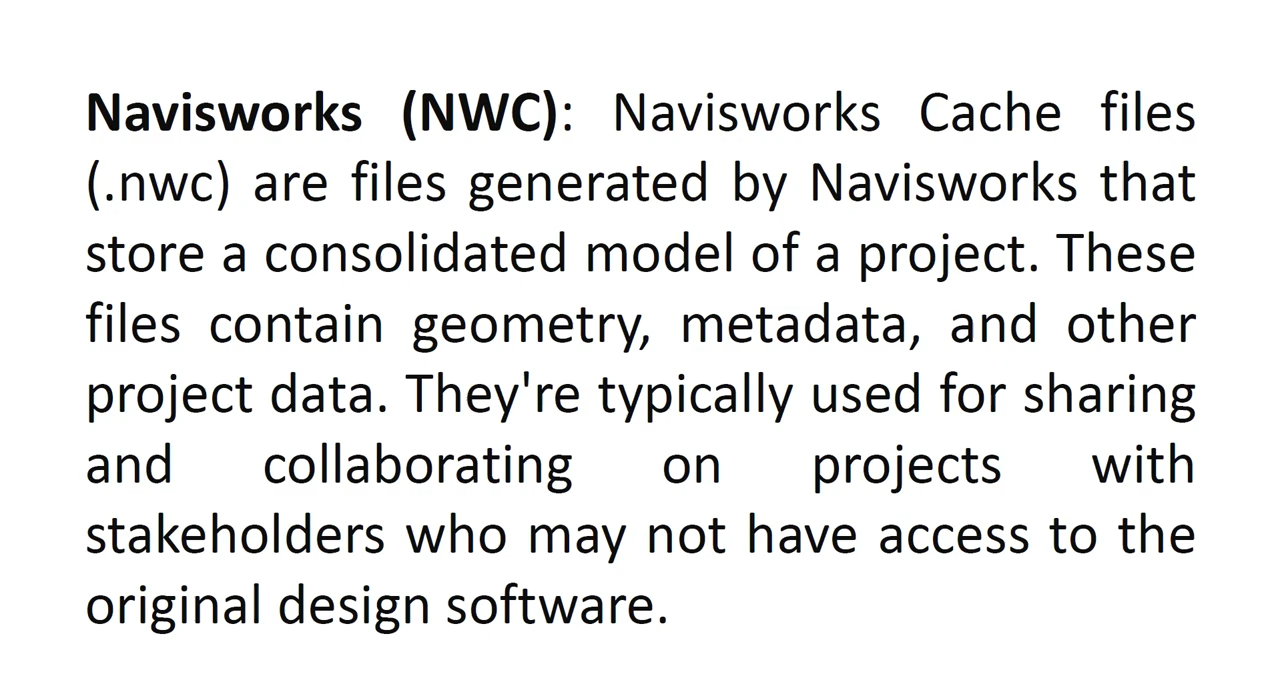 Navisworks (NWC): Navisworks Cache files
(.nwc) are files generated by Navisworks that
store a consolidated model of a project. These
files contain geometry, metadata, and other
project data. They're typically used for sharing
and collaborating on projects with
stakeholders who may not have access to the
original design software.